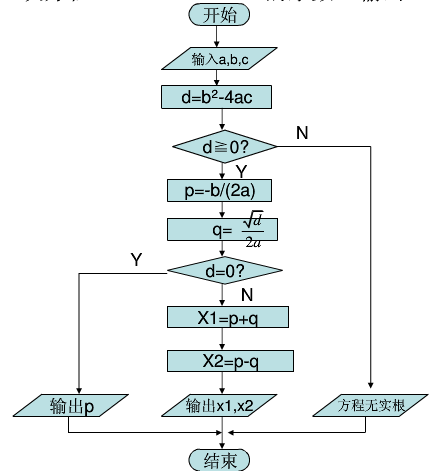 开始
输入a,b,c
d=b²-4ac
d≧0?
N
Y
p=-b/(2a)
q= √d/2a
d=0?
Y
N
X1=p+q
X2=p-q
输出p
输出x1,x2
方程无实根
结束